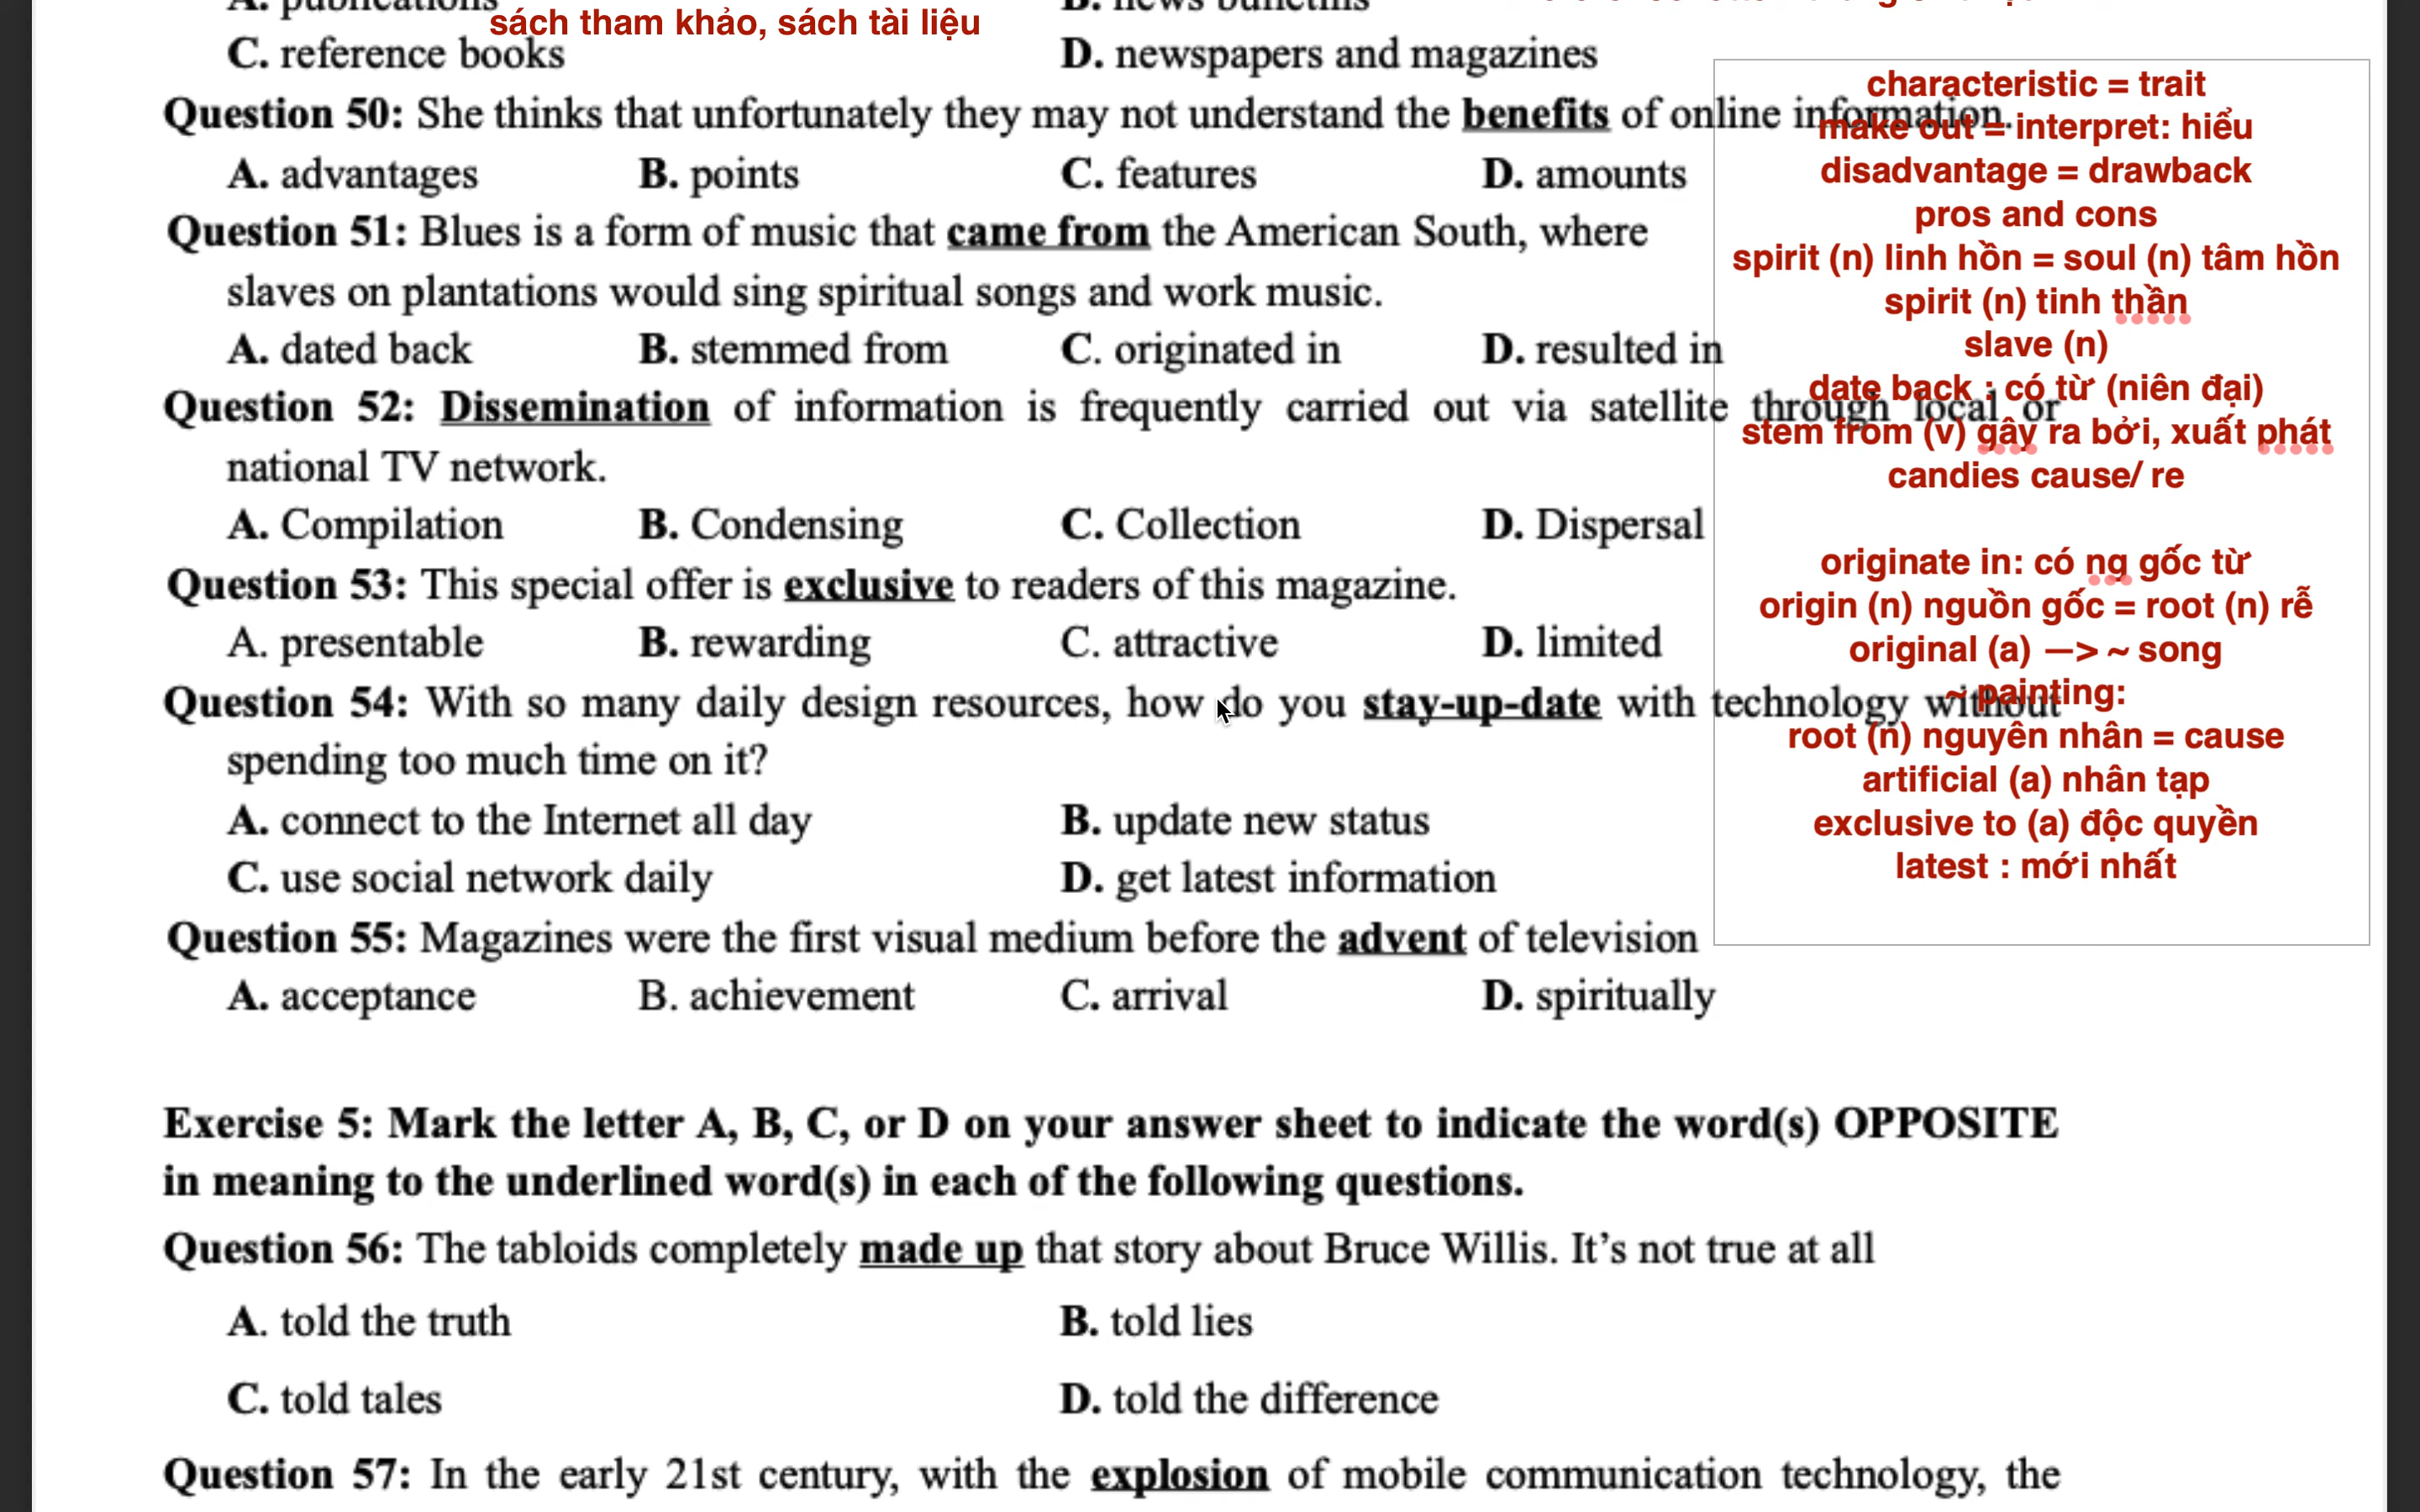 sách tham khảo, sách tài liệu
C. reference books D. newspapers and magazines
Question 50: She thinks that unfortunately they may not understand the benefits of online information.
A. advantages B. points C. features D. amounts
Question 51: Blues is a form of music that came from the American South, where
slaves on plantations would sing spiritual songs and work music.
A. dated back B. stemmed from C. originated in D. resulted in
Question 52: Dissemination of information is frequently carried out via satellite through local or
national TV network.
A. Compilation B. Condensing C. Collection D. Dispersal
Question 53: This special offer is exclusive to readers of this magazine.
A. presentable B. rewarding C. attractive D. limited
Question 54: With so many daily design resources, how do you stay-up-date with technology without
spending too much time on it?
A. connect to the Internet all day B. update new status
C. use social network daily D. get latest information
Question 55: Magazines were the first visual medium before the advent of television
A. acceptance B. achievement C. arrival D. spiritually
characteristic = trait
make out = interpret: hiểu
disadvantage = drawback
pros and cons
spirit (n) linh hồn = soul (n) tâm hồn
spirit (n) tinh thần
slave (n)
date back : có từ (niên đại)
stem from (v) gây ra bởi, xuất phát
candies cause/ re
originate in: có ng gốc từ
origin (n) nguồn gốc = root (n) rễ
original (a) —> ~ song
~ painting:
root (n) nguyên nhân = cause
artificial (a) nhân tạp
exclusive to (a) độc quyền
latest : mới nhất
Exercise 5: Mark the letter A, B, C, or D on your answer sheet to indicate the word(s) OPPOSITE
in meaning to the underlined word(s) in each of the following questions.
Question 56: The tabloids completely made up that story about Bruce Willis. It's not true at all
A. told the truth B. told lies
C. told tales D. told the difference
Question 57: In the early 21st century, with the explosion of mobile communication technology, the